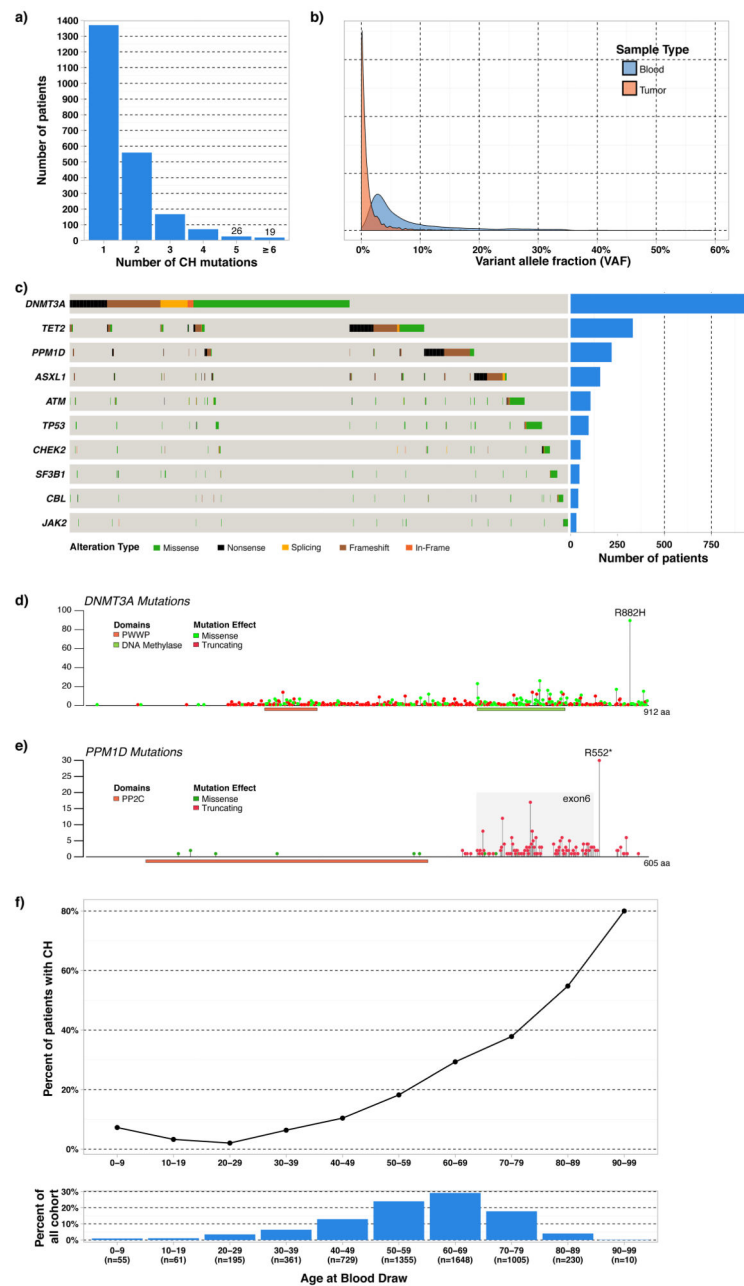 a)
Number of patients
1400
1300
1200
1100
1000
900
800
700
600
500
400
300
200
100
0
26
19
1 2 3 4 5 ≥6
Number of CH mutations
b)
Sample Type
Blood
Tumor
0% 10% 20% 30% 40% 50% 60%
Variant allele fraction (VAF)
c)
DNMT3A
TET2
PPM1D
ASXL1
ATM
TP53
CHEK2
SF3B1
CBL
JAK2
Alteration Type Missense Nonsense Splicing Frameshift In-Frame
0 250 500 750
Number of patients
d)
DNMT3A Mutations
100
80
60
40
20
0
Domains
PWWP
DNA Methylase
Mutation Effect
Missense
Truncating
R882H
912 aa
e)
PPM1D Mutations
30
25
20
15
10
5
0
Domains
PP2C
Mutation Effect
Missense
Truncating
R552*
exon6
605 aa
f)
Percent of patients with CH
80%
60%
40%
20%
0%
0–9 10–19 20–29 30–39 40–49 50–59 60–69 70–79 80–89 90–99
Percent of
all cohort
30%
20%
10%
0%
0–9 10–19 20–29 30–39 40–49 50–59 60–69 70–79 80–89 90–99
(n=55) (n=61) (n=195) (n=361) (n=729) (n=1355) (n=1648) (n=1005) (n=230) (n=10)
Age at Blood Draw